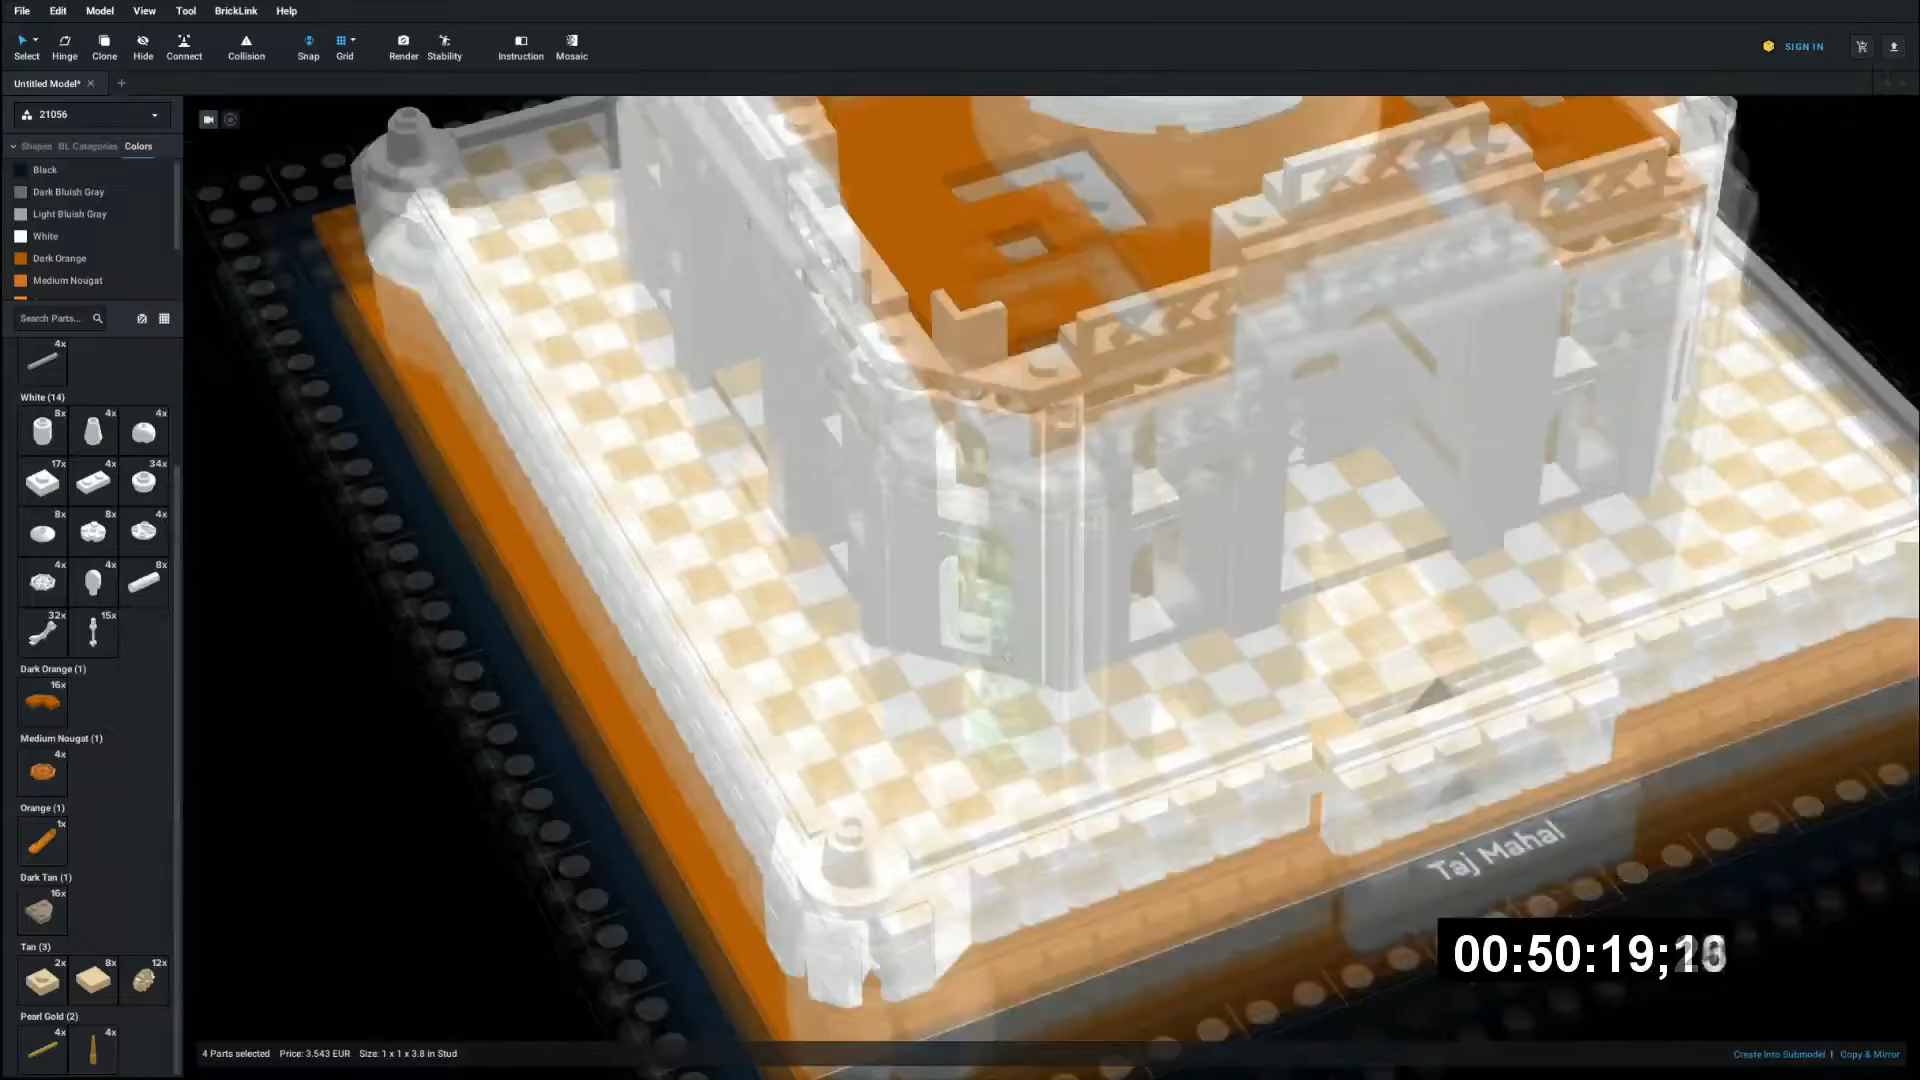 File Edit Model View Tool BrickLink Help
Select Hinge Clone Hide Connect Collision Snap Grid Render Stability Instruction Mosaic
SIGN IN
Untitled Model*
21056
Shapes BL Categories Colors
Black
Dark Bluish Gray
Light Bluish Gray
White
Dark Orange
Medium Nougat
Search Parts...
4x
White (14)
8x 4x 4x
17x 4x 34x
8x 8x 4x
4x 4x 8x
32x 15x
Dark Orange (1)
16x
Medium Nougat (1)
4x
Orange (1)
1x
Dark Tan (1)
16x
Tan (3)
2x 8x 12x
Pearl Gold (2)
4x 4x
Taj Mahal
00:50:19;
4 Parts selected Price: 3.543 EUR Size: 1 x 1 x 3.8 in Stud
Create Into Submodel | Copy & Mirror